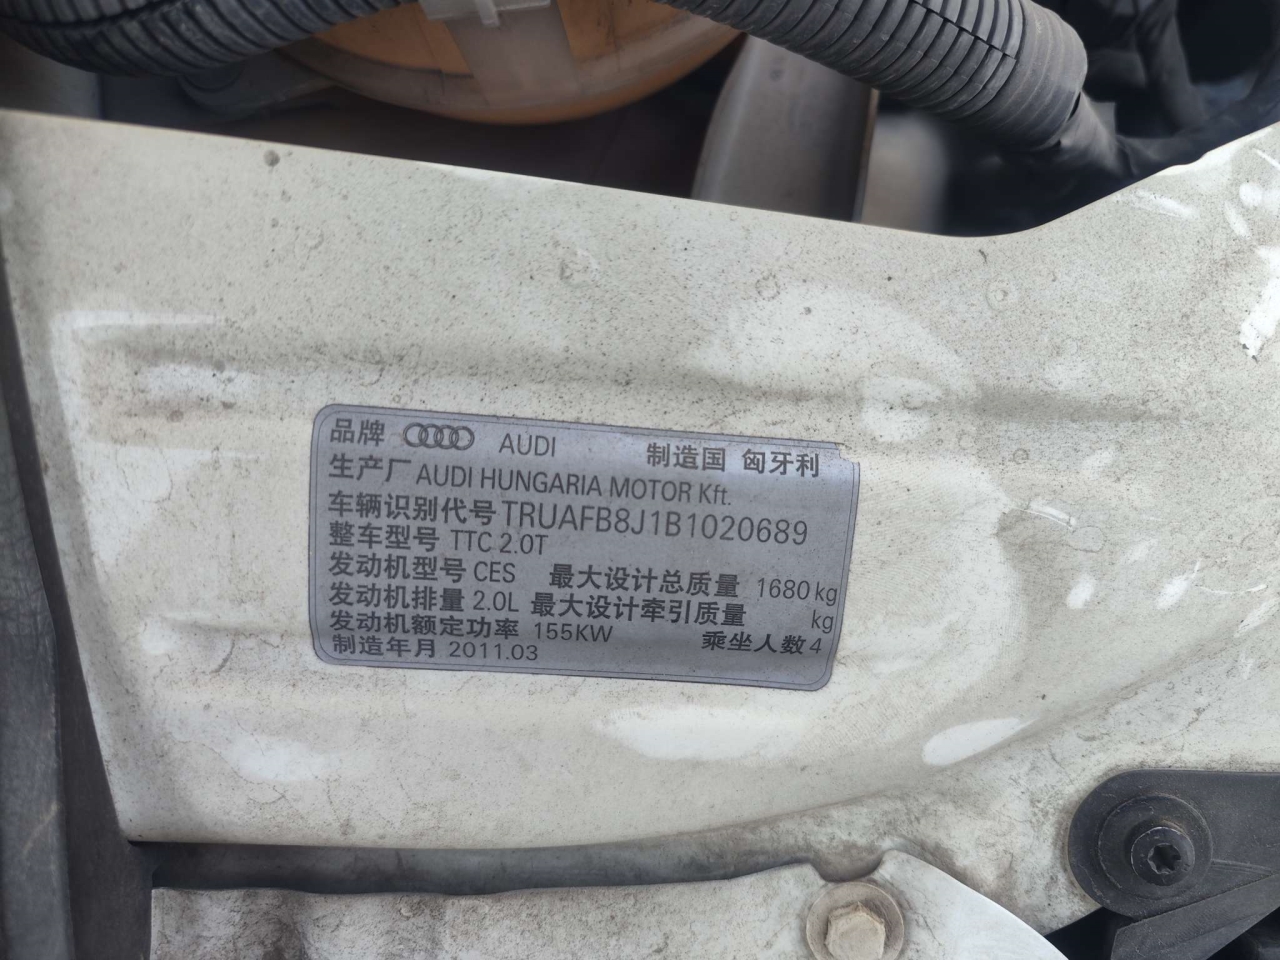 品牌 AUDI 制造国 匈牙利
生产厂 AUDI HUNGARIA MOTOR Kft.
车辆识别代号 TRUAFB8J1B1020689
整车型号 TTC 2.0T
发动机型号 CES 最大设计总质量 1680 kg
发动机排量 2.0L 最大设计牵引质量 kg
发动机额定功率 155KW 乘坐人数 4
制造年月 2011.03